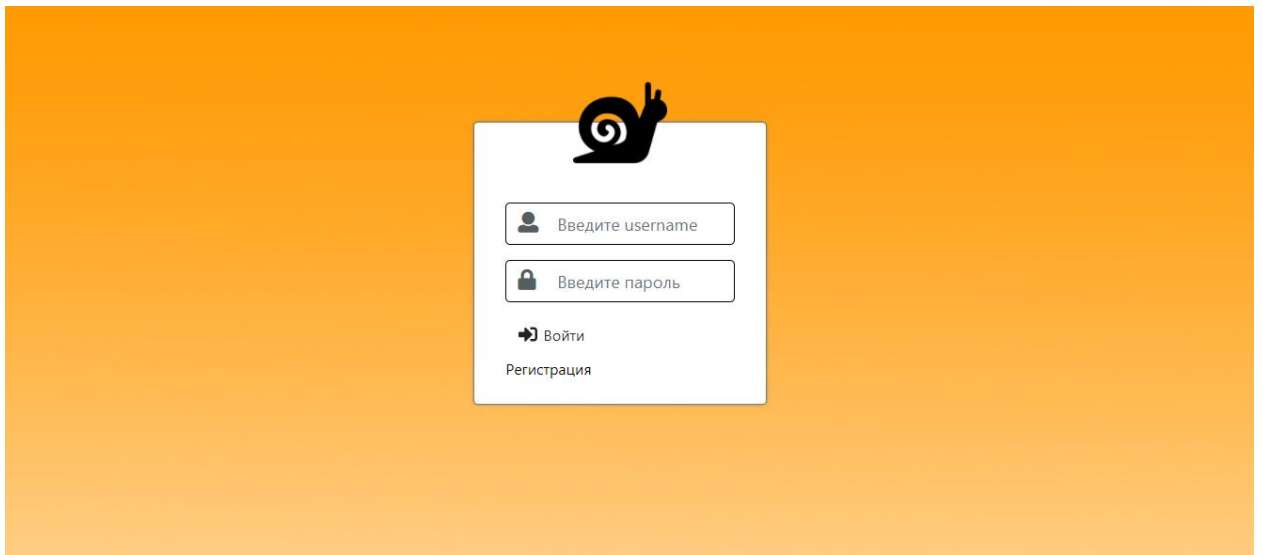 Введите username
Введите пароль
Войти
Регистрация